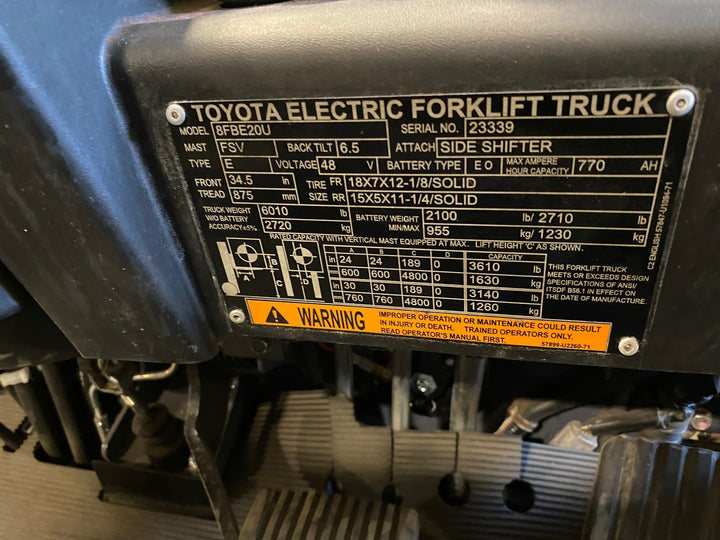 TOYOTA ELECTRIC FORKLIFT TRUCK
MODEL 8FBE20U SERIAL NO. 23339
MAST FSV BACK TILT 6.5 ATTACH SIDE SHIFTER
TYPE E VOLTAGE 48 V BATTERY TYPE E O MAX AMPERE HOUR CAPACITY 770 AH
FRONT 34.5 in TIRE FR 18X7X12-1/8/SOLID
TREAD 875 mm SIZE RR 15X5X11-1/4/SOLID
TRUCK WEIGHT 6010 lb BATTERY WEIGHT 2100 lb/ 2710 lb
W/O BATTERY
ACCURACY±5% 2720 kg MIN/MAX 955 kg/ 1230 kg
RATED CAPACITY WITH VERTICAL MAST EQUIPPED AT MAX. LIFT HEIGHT 'C' AS SHOWN.
A B C D CAPACITY
in 24 24 189 0 3610 lb
mm 600 600 4800 0 1630 kg
in 30 30 189 0 3140 lb
mm 760 760 4800 0 1260 kg
A B C D
THIS FORKLIFT TRUCK
MEETS OR EXCEEDS DESIGN
SPECIFICATIONS OF ANSI/
ITSDF B56.1 IN EFFECT ON
THE DATE OF MANUFACTURE.
WARNING
IMPROPER OPERATION OR MAINTENANCE COULD RESULT
IN INJURY OR DEATH. TRAINED OPERATORS ONLY.
READ OPERATOR'S MANUAL FIRST.
57899-U2260-71
C2 ENGLISH 57847-U1094-71